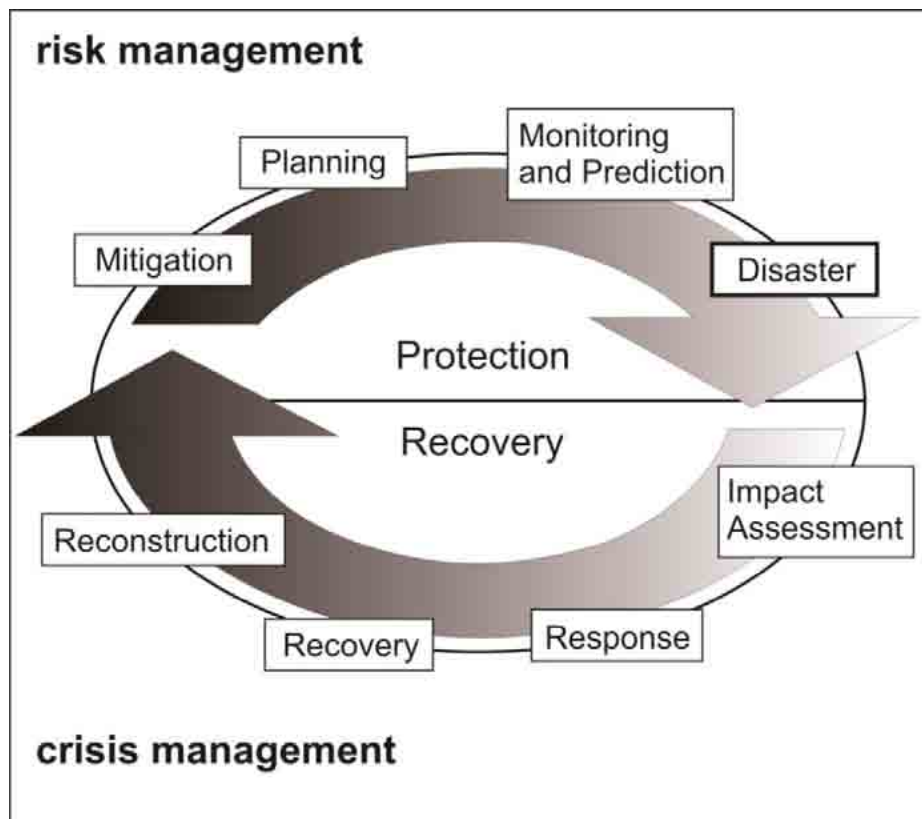 risk management
Planning
Monitoring
and Prediction
Mitigation
Disaster
Protection
Recovery
Impact
Assessment
Reconstruction
Recovery
Response
crisis management